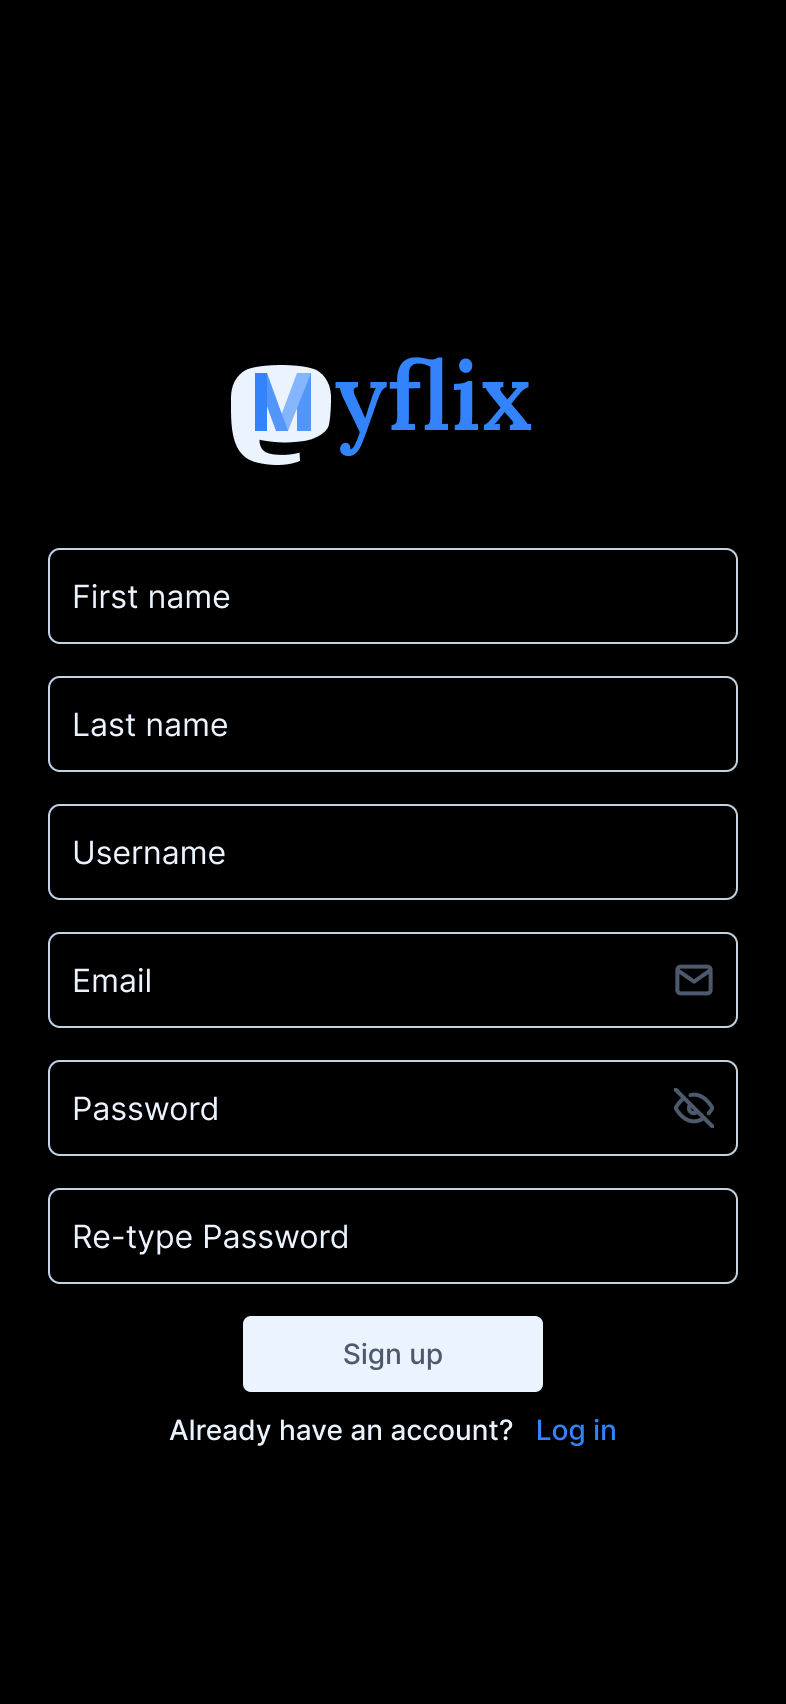 Myflix
First name
Last name
Username
Email
Password
Re-type Password
Sign up
Already have an account? Log in